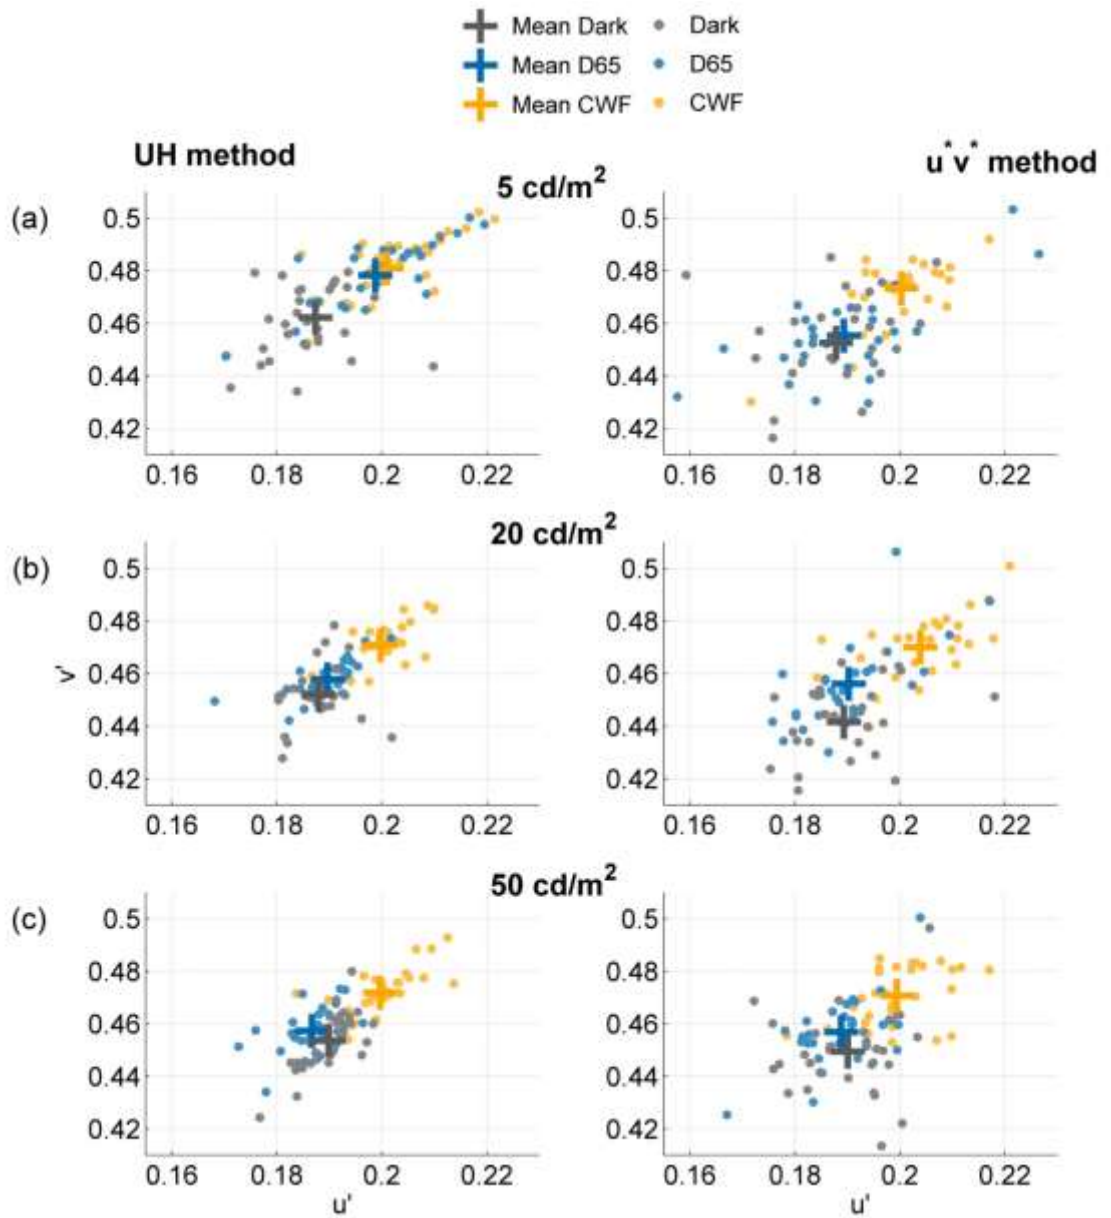 Mean Dark Dark
Mean D65 D65
Mean CWF CWF
UH method
u*v* method
5 cd/m²
(a)
0.5
0.48
0.46
0.44
0.42
0.16 0.18 0.2 0.22
0.5
0.48
0.46
0.44
0.42
0.16 0.18 0.2 0.22
20 cd/m²
(b)
v'
0.5
0.48
0.46
0.44
0.42
0.16 0.18 0.2 0.22
0.5
0.48
0.46
0.44
0.42
0.16 0.18 0.2 0.22
50 cd/m²
(c)
0.5
0.48
0.46
0.44
0.42
0.16 0.18 0.2 0.22
u'
0.5
0.48
0.46
0.44
0.42
0.16 0.18 0.2 0.22
u'